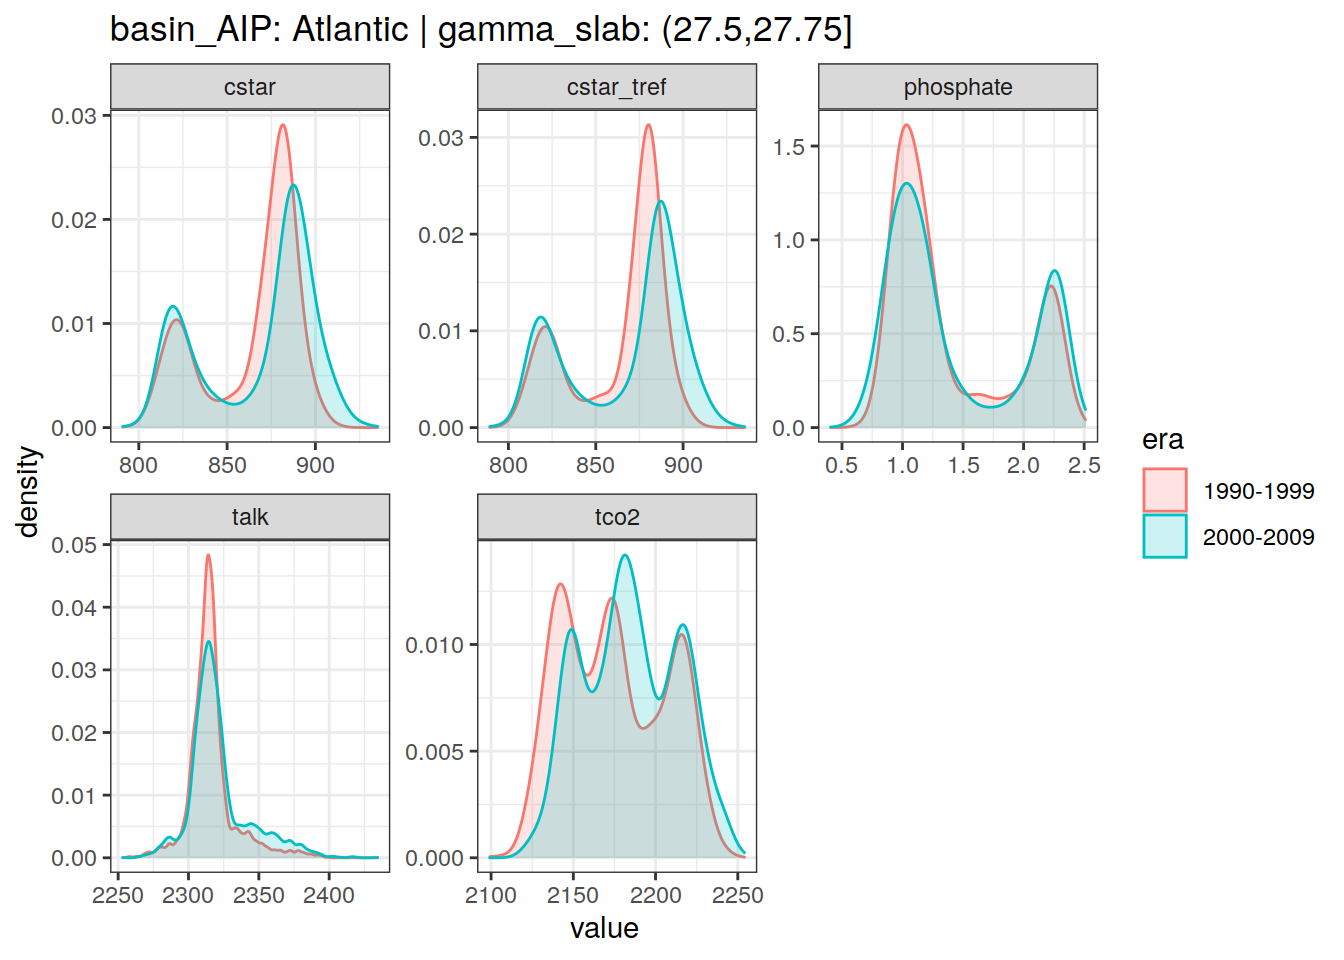 basin_AIP: Atlantic | gamma_slab: (27.5,27.75]
cstar
cstar_tref
phosphate
0.03
0.02
0.01
0.00
800 850 900
0.03
0.02
0.01
0.00
800 850 900
1.5
1.0
0.5
0.0
0.5 1.0 1.5 2.0 2.5
density
talk
tco2
0.05
0.04
0.03
0.02
0.01
0.00
2250 2300 2350 2400
0.010
0.005
0.000
2100 2150 2200 2250
value
era
1990-1999
2000-2009